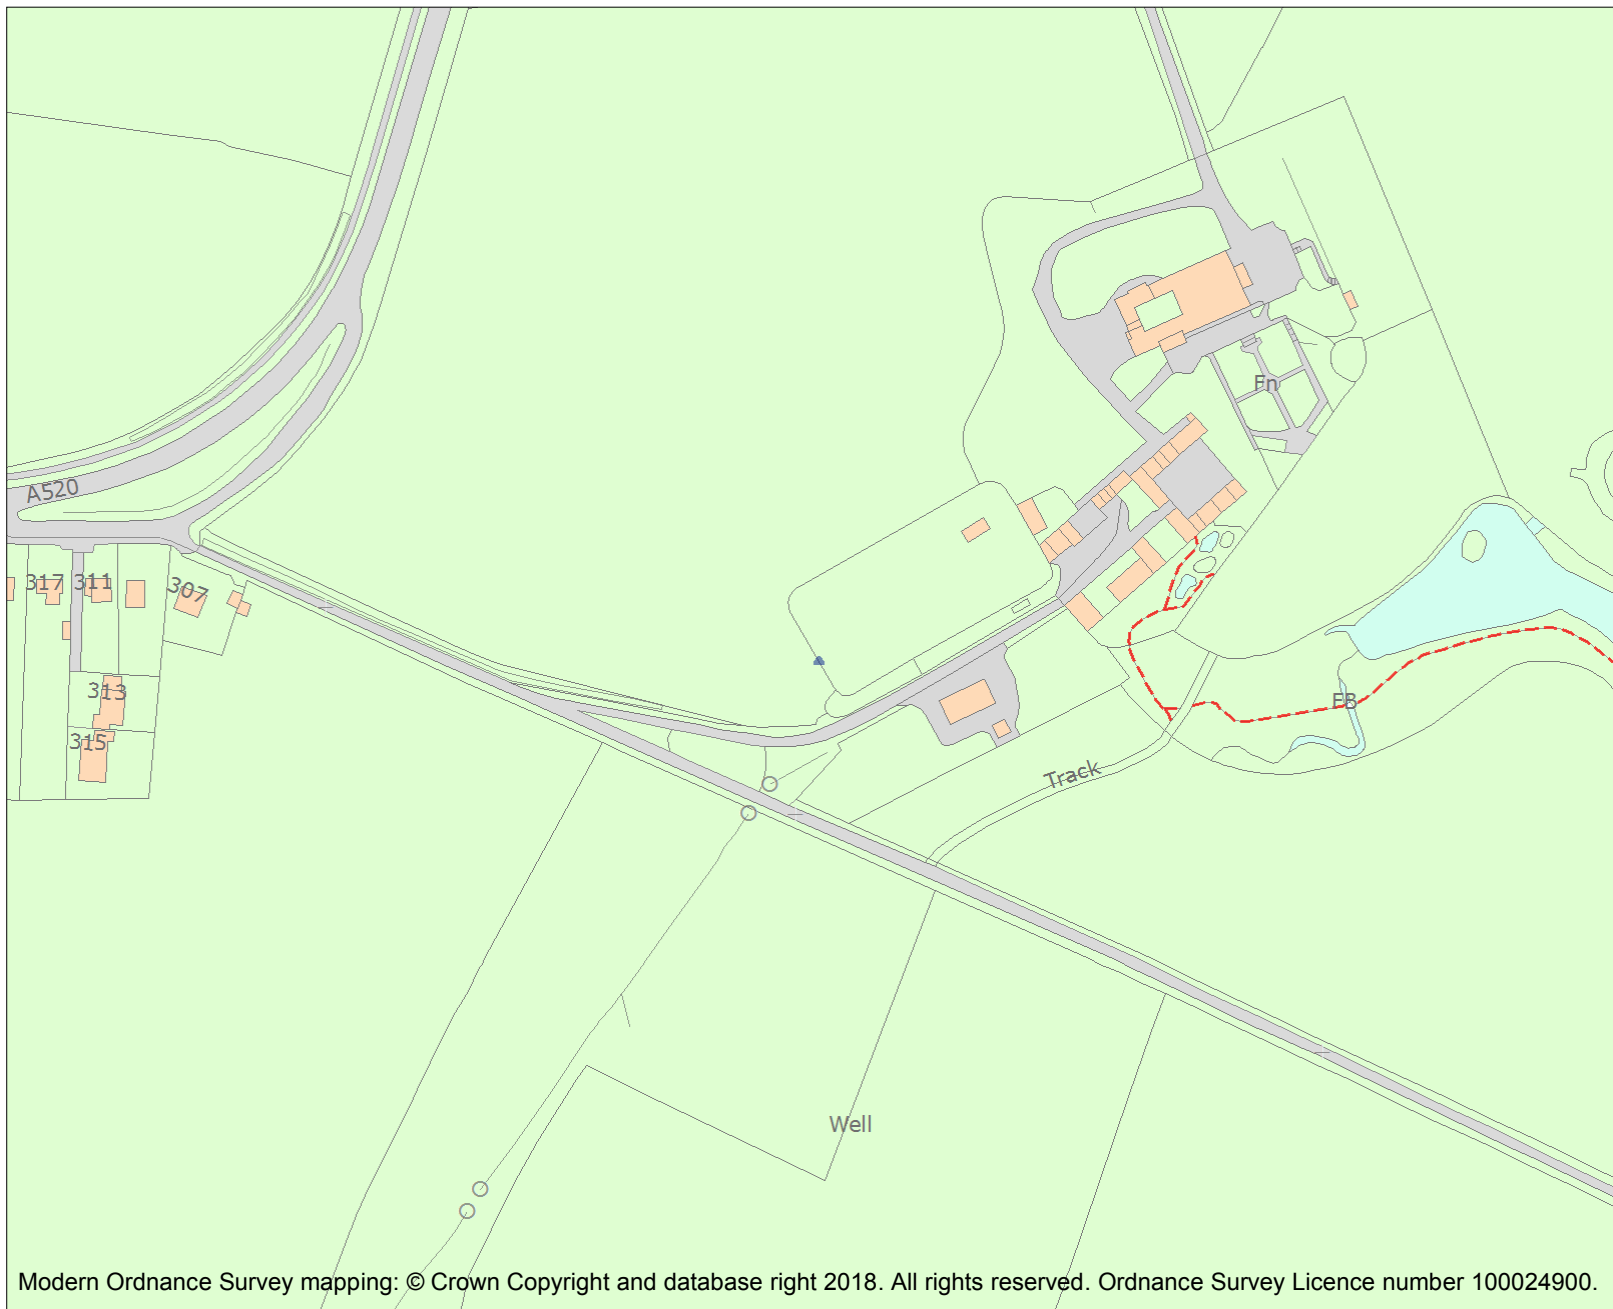 Fn
A520
317
311
307
313
FB
315
Track
Well
Modern Ordnance Survey mapping: © Crown Copyright and database right 2018. All rights reserved. Ordnance Survey Licence number 100024900.